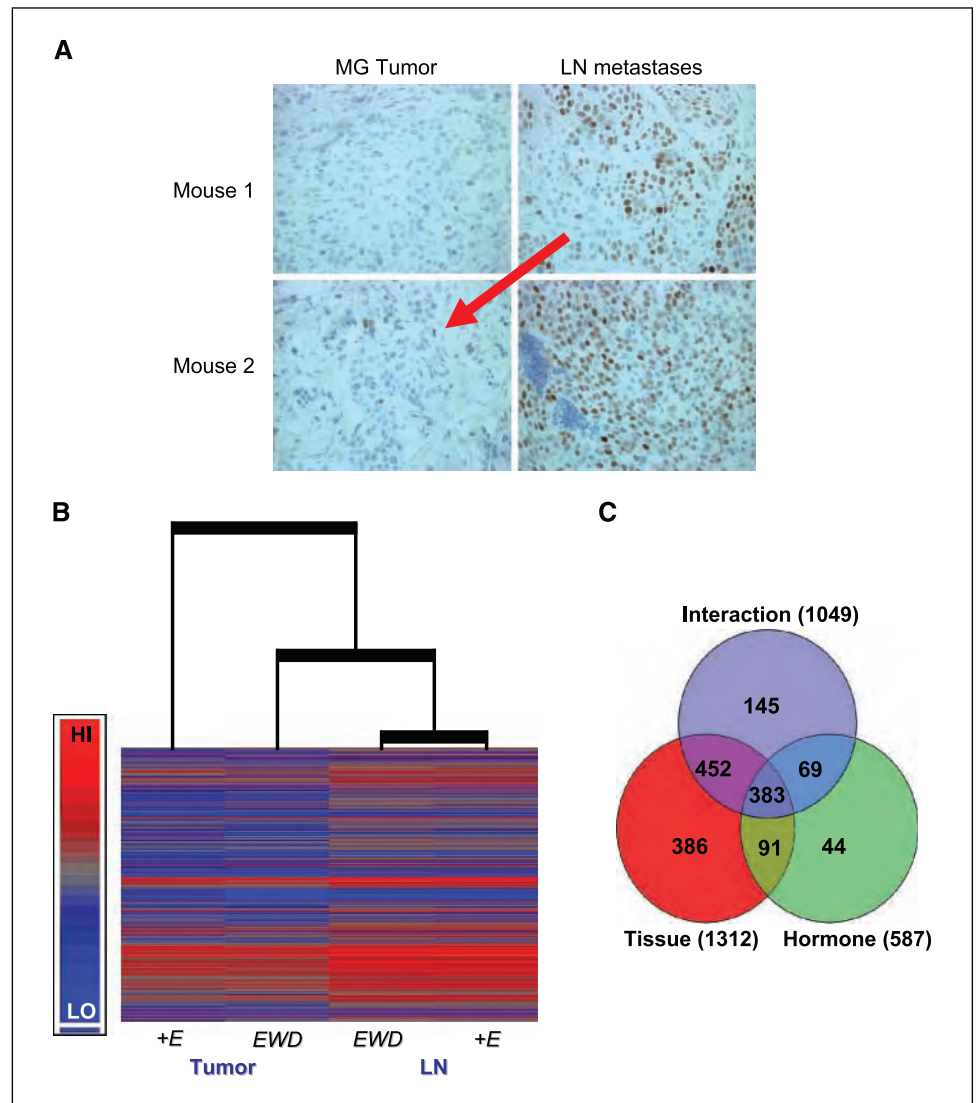 A
MG Tumor LN metastases
Mouse 1
Mouse 2
B
HI
LO
+E EWD EWD +E
Tumor LN
C
Interaction (1049)
145
452 69
383
386 91 44
Tissue (1312) Hormone (587)